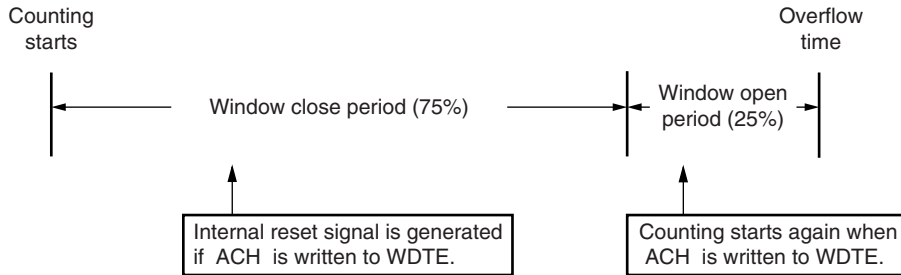 Counting
starts
Overflow
time
Window close period (75%)
Window open
period (25%)
Internal reset signal is generated
if ACH is written to WDTE.
Counting starts again when
ACH is written to WDTE.